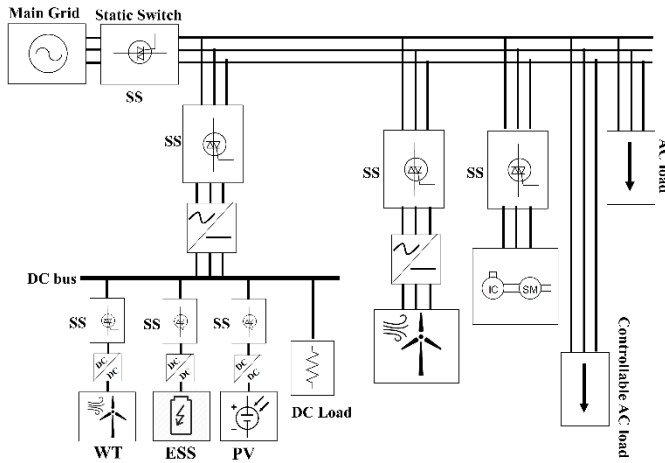 Main Grid
Static Switch
SS
SS
SS
SS
AC load
DC bus
SS
SS
SS
IC
SM
DC
DC
DC
DC
DC
DC
DC Load
Controllable AC load
WT
ESS
PV